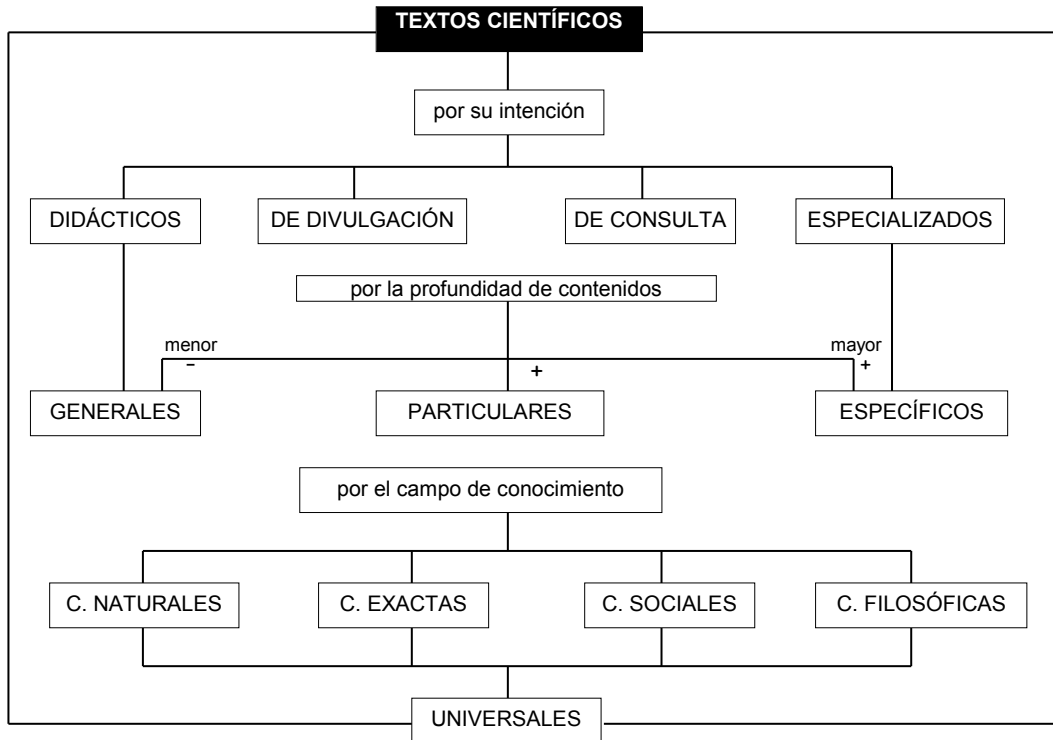 TEXTOS CIENTÍFICOS
por su intención
DIDÁCTICOS
DE DIVULGACIÓN
DE CONSULTA
ESPECIALIZADOS
por la profundidad de contenidos
menor
mayor
−
+
+
GENERALES
PARTICULARES
ESPECÍFICOS
por el campo de conocimiento
C. NATURALES
C. EXACTAS
C. SOCIALES
C. FILOSÓFICAS
UNIVERSALES